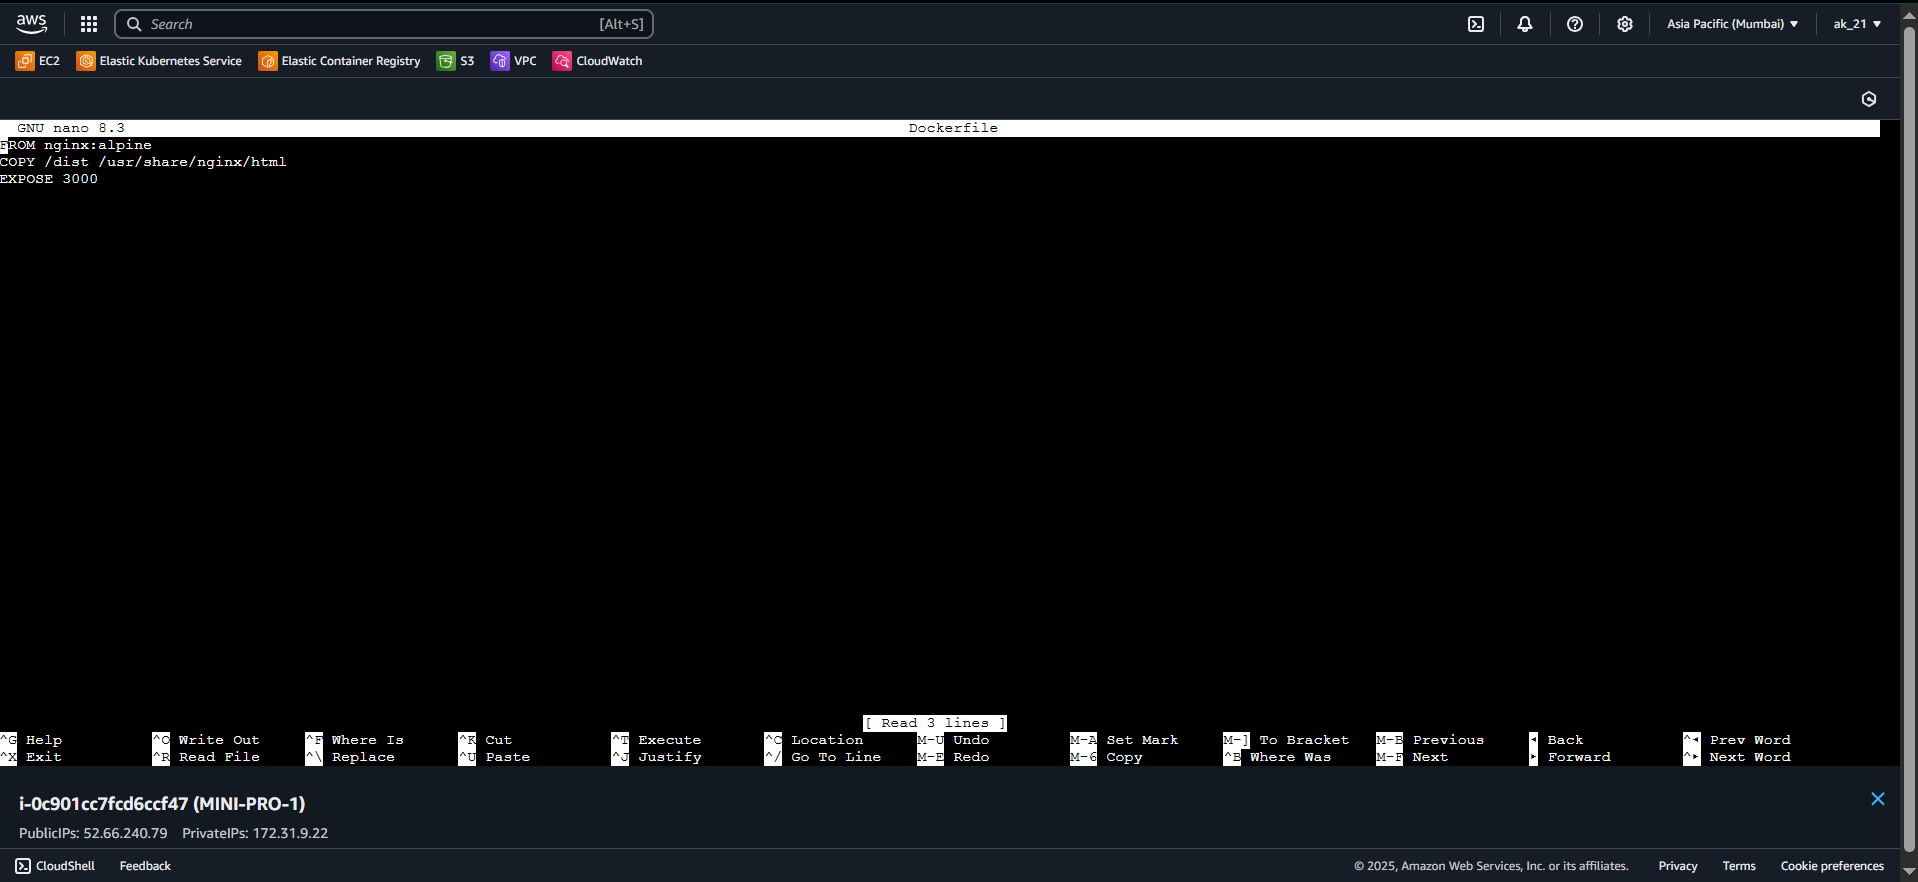 aws Search [Alt+S] Asia Pacific (Mumbai) ak_21
EC2 Elastic Kubernetes Service Elastic Container Registry S3 VPC CloudWatch
GNU nano 8.3 Dockerfile
FROM nginx:alpine
COPY /dist /usr/share/nginx/html
EXPOSE 3000
[ Read 3 lines ]
^G Help ^O Write Out ^F Where Is ^K Cut ^T Execute ^C Location M-U Undo M-A Set Mark M-] To Bracket M-B Previous ◂ Back ^◂ Prev Word
^X Exit ^R Read File ^\ Replace ^U Paste ^J Justify ^/ Go To Line M-E Redo M-6 Copy ^B Where Was M-F Next ▸ Forward ^▸ Next Word
i-0c901cc7fcd6ccf47 (MINI-PRO-1)
PublicIPs: 52.66.240.79 PrivateIPs: 172.31.9.22
CloudShell Feedback © 2025, Amazon Web Services, Inc. or its affiliates. Privacy Terms Cookie preferences